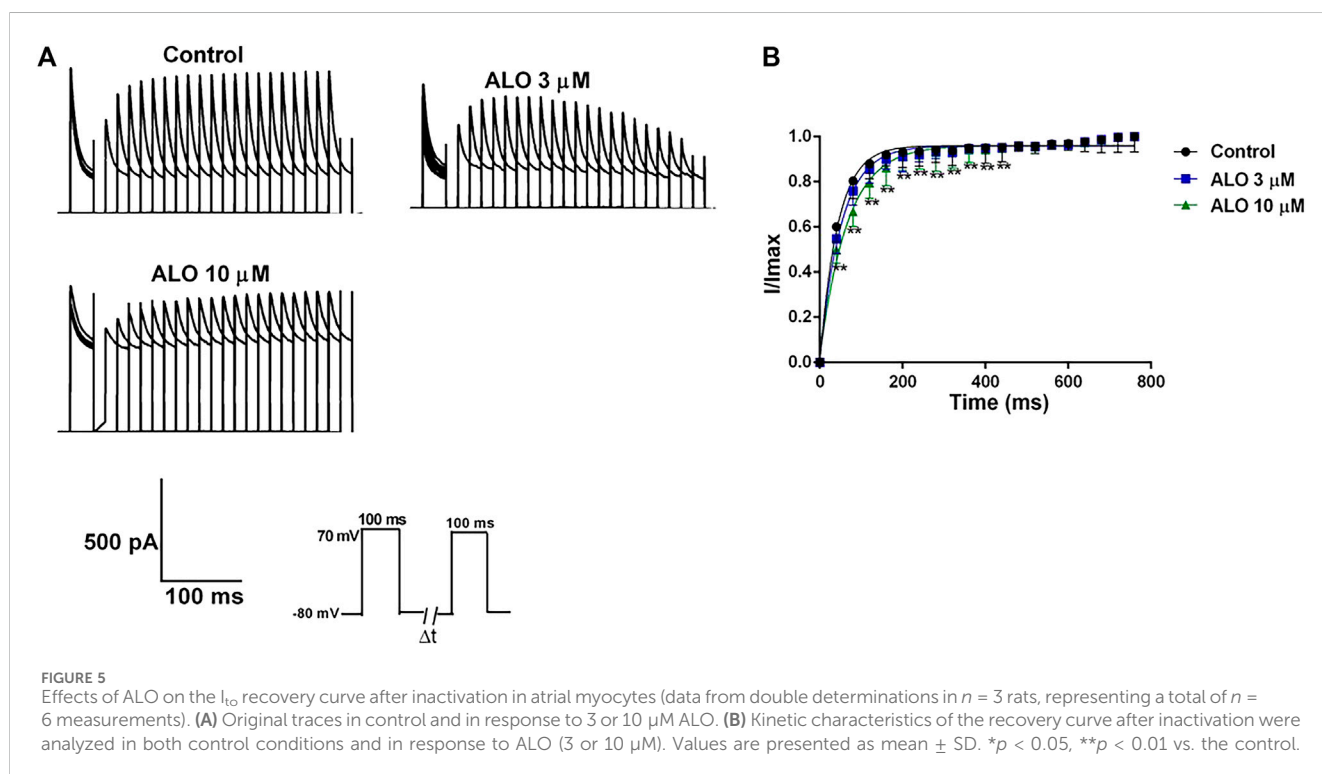 A
Control
ALO 3 μM
ALO 10 μM
500 pA
100 ms
100 ms
100 ms
70 mV
-80 mV
Δt
B
1.0
0.8
0.6
0.4
0.2
0.0
I/Imax
0
200
400
600
800
Time (ms)
**
**
**
**
**
**
**
**
**
**
**
Control
ALO 3 μM
ALO 10 μM
FIGURE 5
Effects of ALO on the Ito recovery curve after inactivation in atrial myocytes (data from double determinations in n = 3 rats, representing a total of n =
6 measurements). (A) Original traces in control and in response to 3 or 10 μM ALO. (B) Kinetic characteristics of the recovery curve after inactivation were
analyzed in both control conditions and in response to ALO (3 or 10 μM). Values are presented as mean ± SD. *p < 0.05, **p < 0.01 vs. the control.